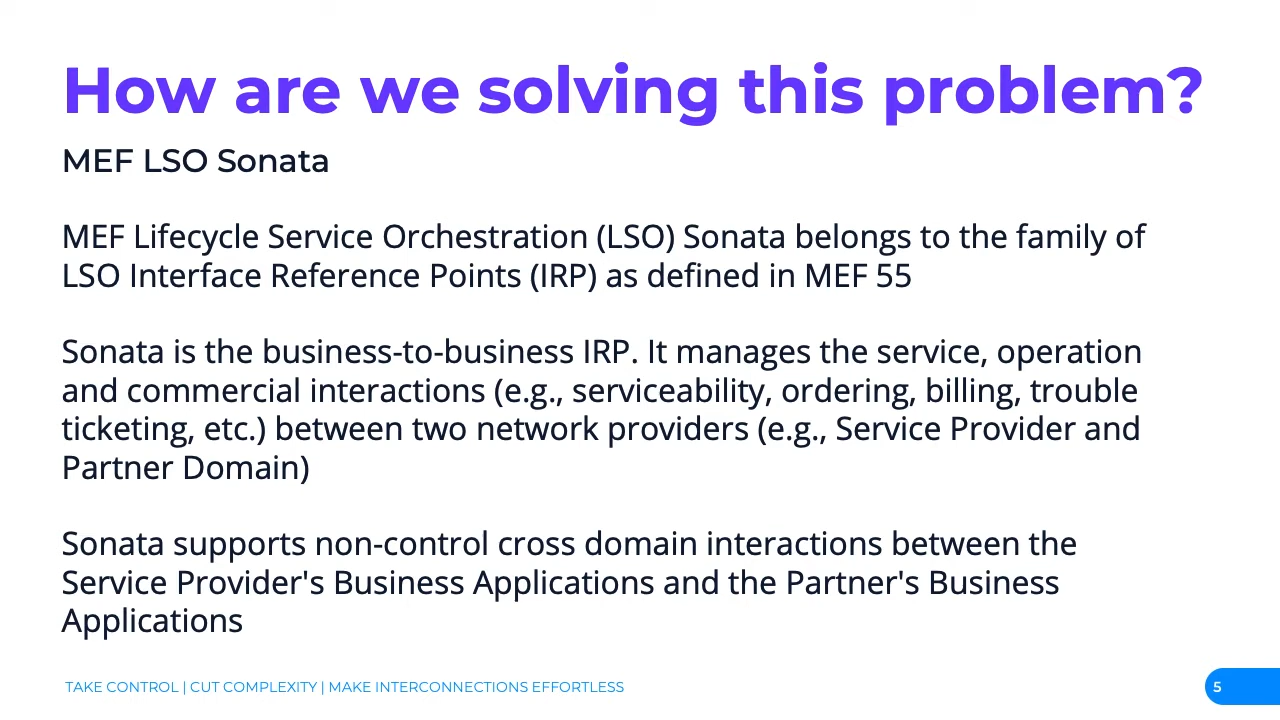 How are we solving this problem?
MEF LSO Sonata
MEF Lifecycle Service Orchestration (LSO) Sonata belongs to the family of
LSO Interface Reference Points (IRP) as defined in MEF 55
Sonata is the business-to-business IRP. It manages the service, operation
and commercial interactions (e.g., serviceability, ordering, billing, trouble
ticketing, etc.) between two network providers (e.g., Service Provider and
Partner Domain)
Sonata supports non-control cross domain interactions between the
Service Provider's Business Applications and the Partner's Business
Applications
TAKE CONTROL | CUT COMPLEXITY | MAKE INTERCONNECTIONS EFFORTLESS
5